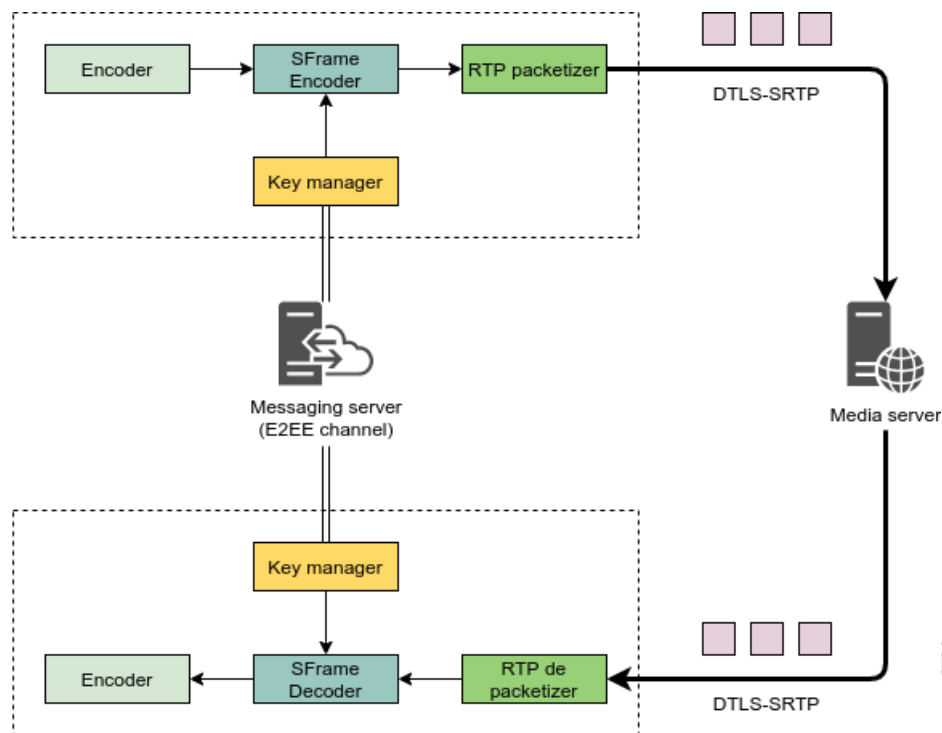 Encoder
SFrame
Encoder
RTP packetizer
DTLS-SRTP
Key manager
Messaging server
(E2EE channel)
Media server
Key manager
Encoder
SFrame
Decoder
RTP de
packetizer
DTLS-SRTP